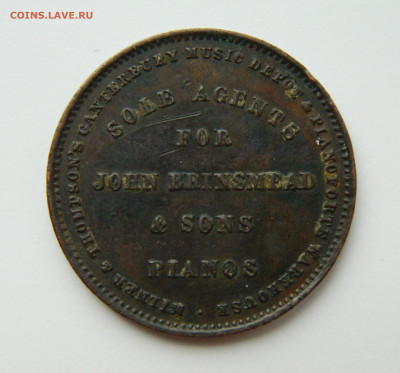 COINS.LAVE.RU
MILNER & THOMPSON'S CANTERBURY MUSIC DEPOT & PIANOFORTE WAREHOUSE
SOLE AGENTS
FOR
JOHN BRINSMEAD
& SONS
PIANOS